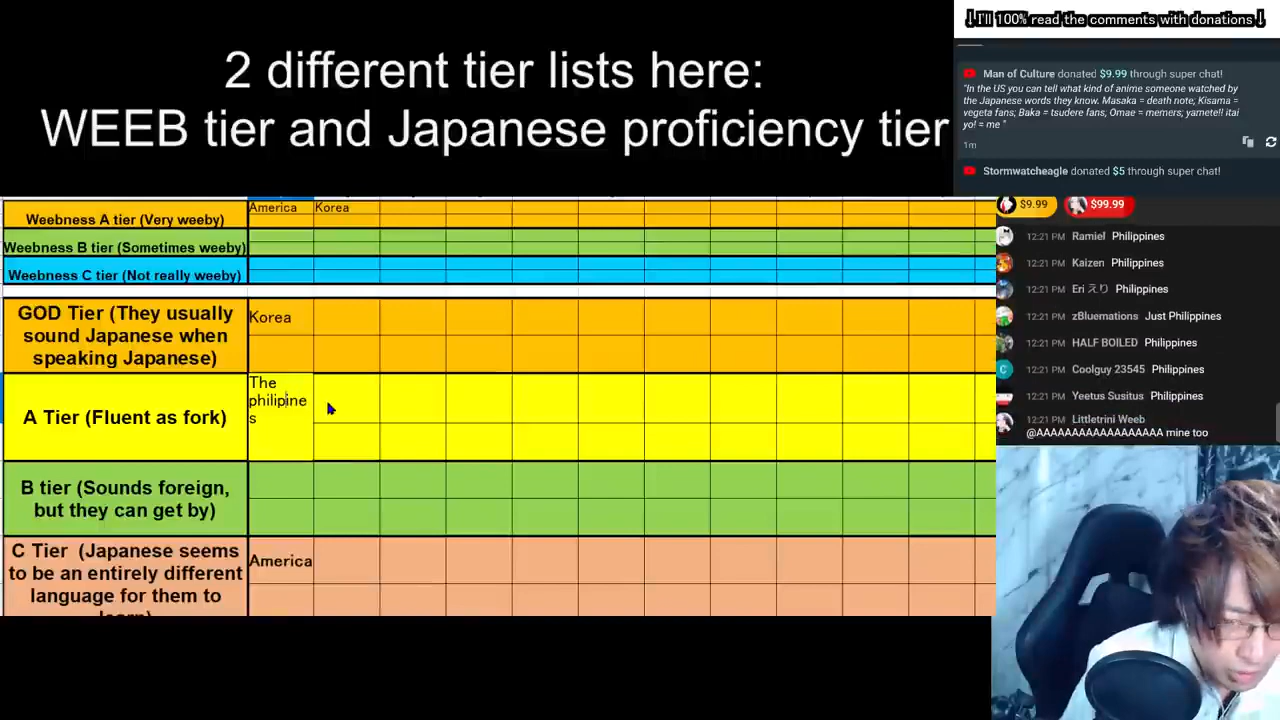 2 different tier lists here:
WEEB tier and Japanese proficiency tier
↓I'll 100% read the comments with donations↓
Man of Culture donated $9.99 through super chat!
"In the US you can tell what kind of anime someone watched by
the Japanese words they know. Masaka = death note; Kisama =
vegeta fans; Baka = tsudere fans, Omae = memers; yamete!! itai
yo! = me "
1m
Stormwatcheagle donated $5 through super chat!
$9.99
$99.99
12:21 PM Ramiel Philippines
12:21 PM Kaizen Philippines
12:21 PM Eri えり Philippines
12:21 PM zBluemations Just Philippines
12:21 PM HALF BOILED Philippines
C 12:21 PM Coolguy 23545 Philippines
12:21 PM Yeetus Susitus Philippines
12:21 PM Littletrini Weeb
@AAAAAAAAAAAAAAAAAA mine too
Weebness A tier (Very weeby)
America
Korea
Weebness B tier (Sometimes weeby)
Weebness C tier (Not really weeby)
GOD Tier (They usually
sound Japanese when
speaking Japanese)
Korea
A Tier (Fluent as fork)
The
philipine
s
B tier (Sounds foreign,
but they can get by)
C Tier (Japanese seems
to be an entirely different
language for them to
learn)
America